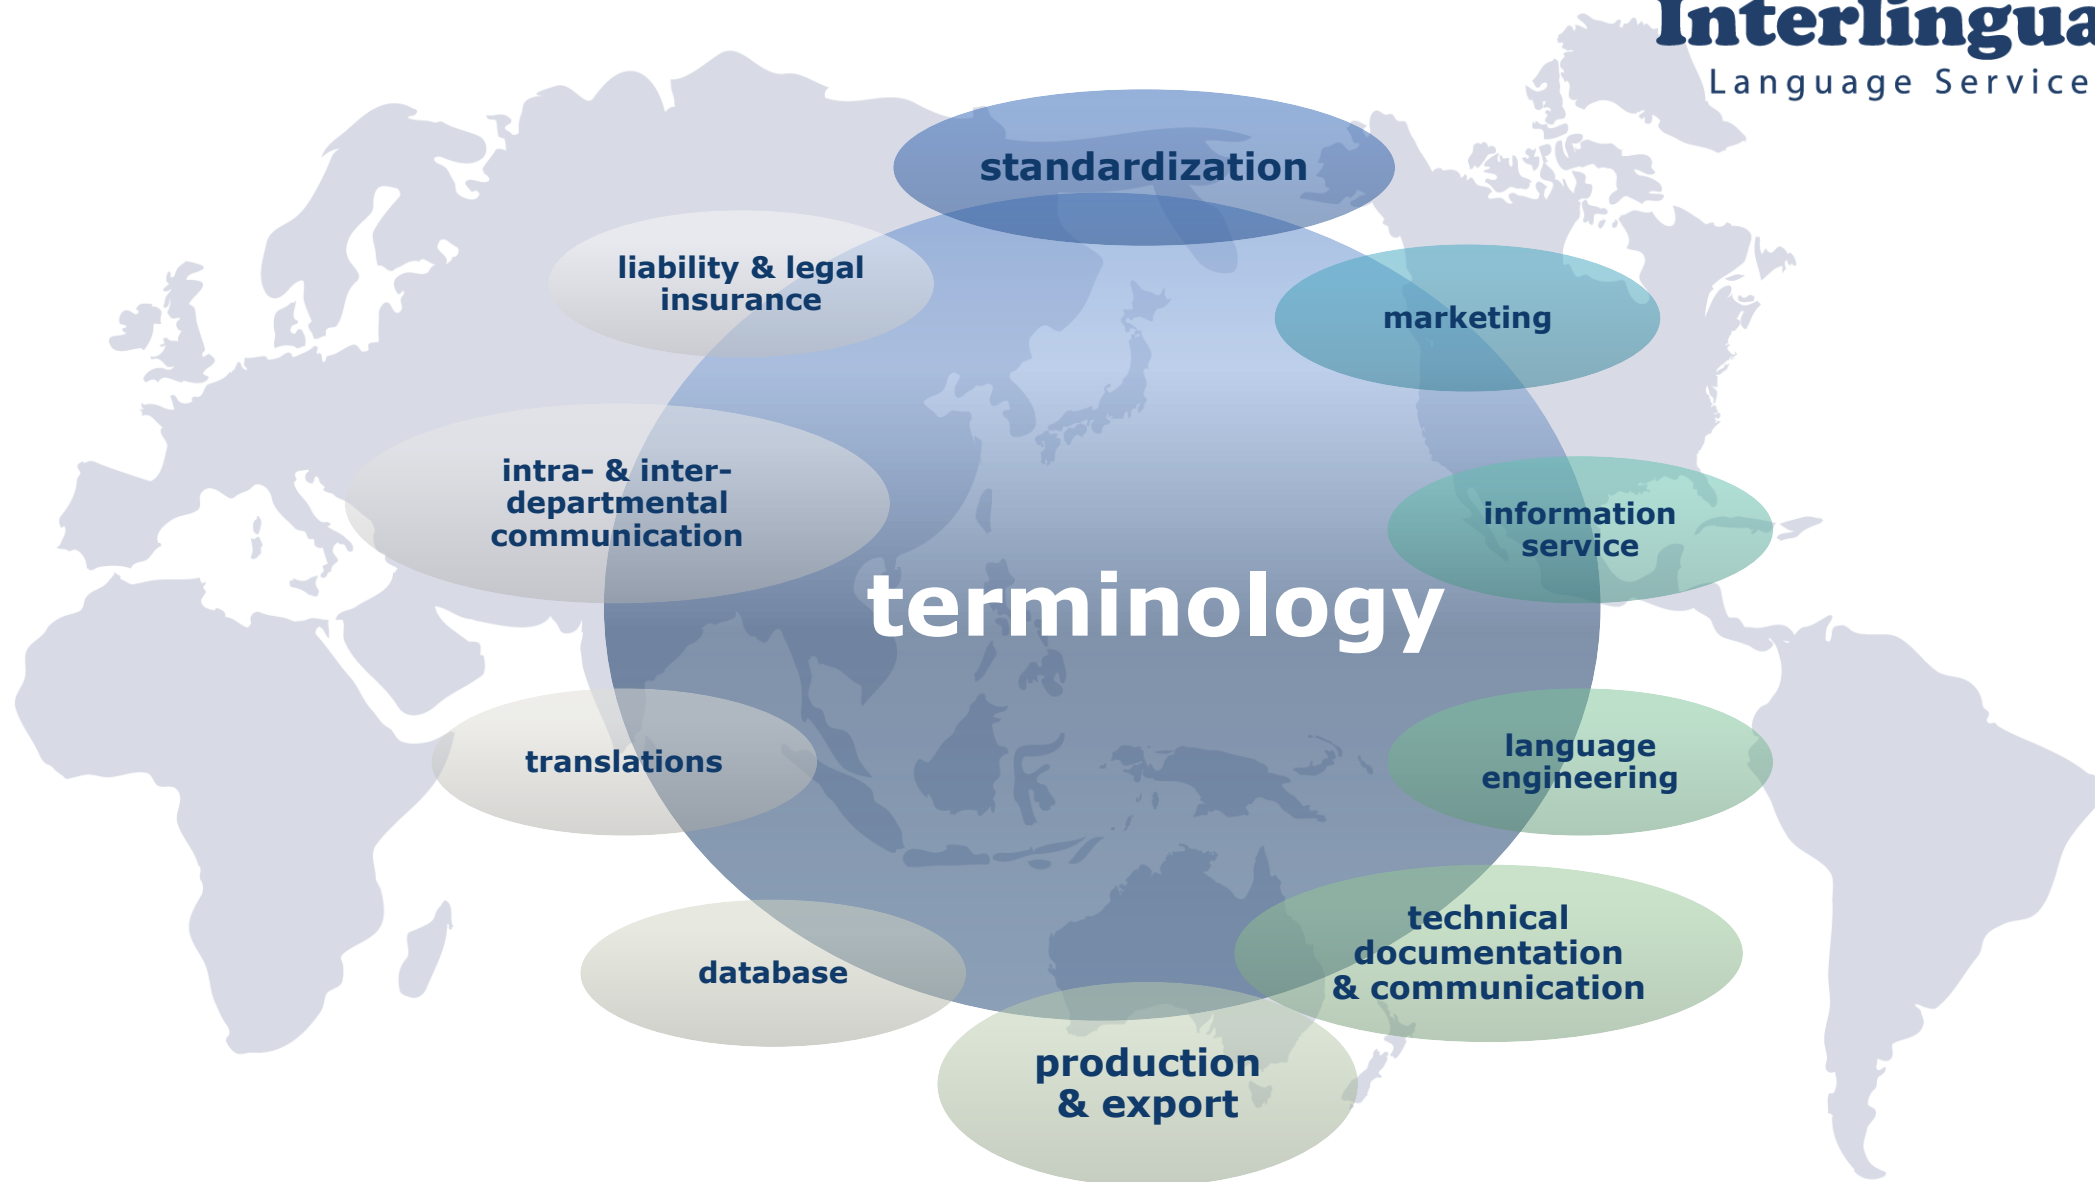 Interlingua
Language Service
standardization
liability & legal
insurance
marketing
intra- & inter-
departmental
communication
information
service
terminology
translations
language
engineering
technical
documentation
& communication
database
production
& export